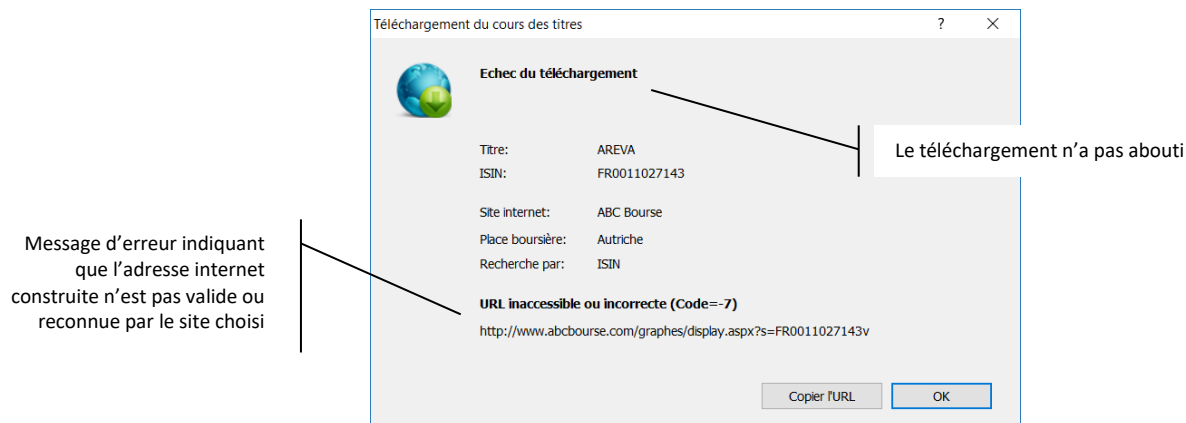 Téléchargement du cours des titres
?
Echec du téléchargement
Le téléchargement n’a pas abouti
Titre: AREVA
ISIN: FR0011027143
Site internet: ABC Bourse
Place boursière: Autriche
Recherche par: ISIN
Message d’erreur indiquant
que l’adresse internet
construite n’est pas valide ou
reconnue par le site choisi
URL inaccessible ou incorrecte (Code=-7)
http://www.abcbourse.com/graphes/display.aspx?s=FR0011027143v
Copier l'URL
OK